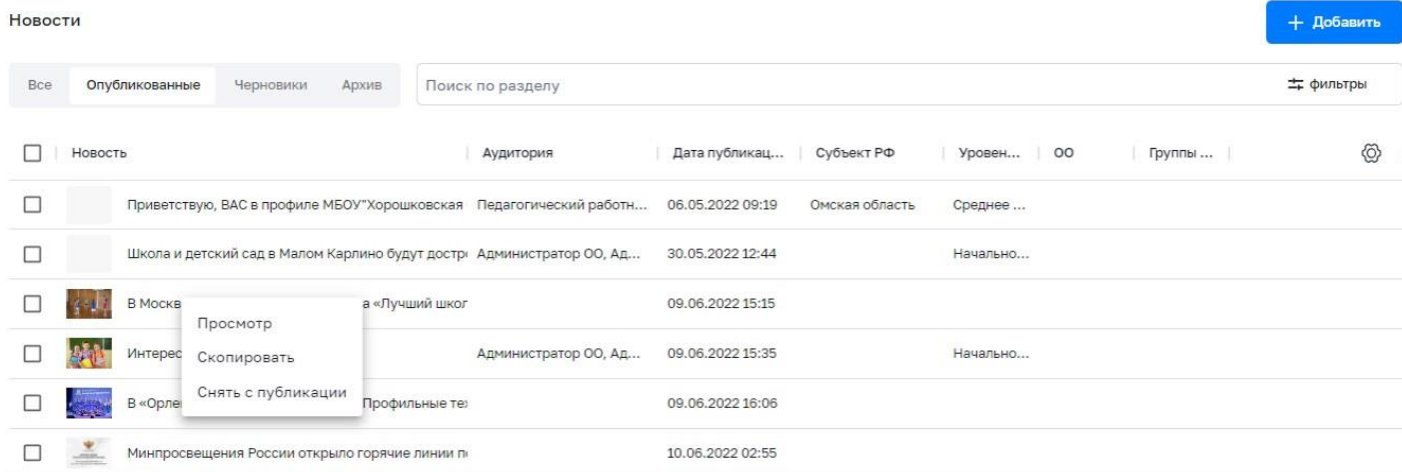 Новости
+ Добавить
Все Опубликованные Черновики Архив Поиск по разделу фильтры
Новость Аудитория Дата публикац... Субъект РФ Уровен... ОО Группы ...
Приветствую, ВАС в профиле МБОУ"Хорошковская Педагогический работн... 06.05.2022 09:19 Омская область Среднее ...
Школа и детский сад в Малом Карлино будут достр Администратор ОО, Ад... 30.05.2022 12:44 Начально...
В Москв а «Лучший школ 09.06.2022 15:15
Просмотр
Интерес Администратор ОО, Ад... 09.06.2022 15:35 Начально...
Скопировать
Снять с публикации
В «Орле Профильные те 09.06.2022 16:06
Минпросвещения России открыло горячие линии п 10.06.2022 02:55